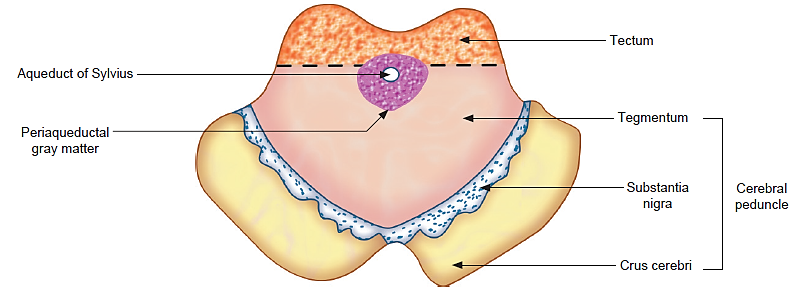 Tectum
Aqueduct of Sylvius
Periaqueductal
gray matter
Tegmentum
Substantia
nigra
Cerebral
peduncle
Crus cerebri